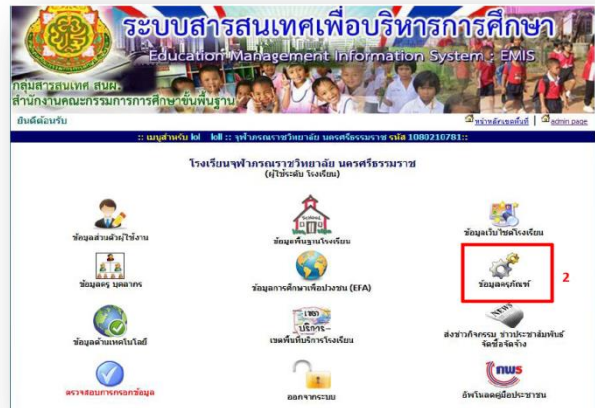 ระบบสารสนเทศเพื่อบริหารการศึกษา
Education Management Information System : EMIS
กลุ่มสารสนเทศ สนผ.
สำนักงานคณะกรรมการการศึกษาขั้นพื้นฐาน
ยินดีต้อนรับ
หน้าหลักเขตพื้นที่ | admin page
:: เมนูสำหรับ lol loll :: จุฬาภรณราชวิทยาลัย นครศรีธรรมราช รหัส 1080210781::
โรงเรียนจุฬาภรณราชวิทยาลัย นครศรีธรรมราช
(ผู้ใช้ระดับ โรงเรียน)
School
ข้อมูลส่วนตัวผู้ใช้งาน
ข้อมูลพื้นฐานโรงเรียน
ข้อมูลเว็บไซต์โรงเรียน
ข้อมูลครู บุคลากร
ข้อมูลการศึกษาเพื่อปวงชน (EFA)
ข้อมูลครุภัณฑ์
2
เขต
บริการ
NEWS
ข้อมูลด้านเทคโนโลยี
เขตพื้นที่บริการโรงเรียน
ส่งข่าวกิจกรรม ข่าวประชาสัมพันธ์
จัดซื้อจัดจ้าง
กพร
ตรวจสอบการกรอกข้อมูล
ออกจากระบบ
อัพโหลดคู่มือประชาชน